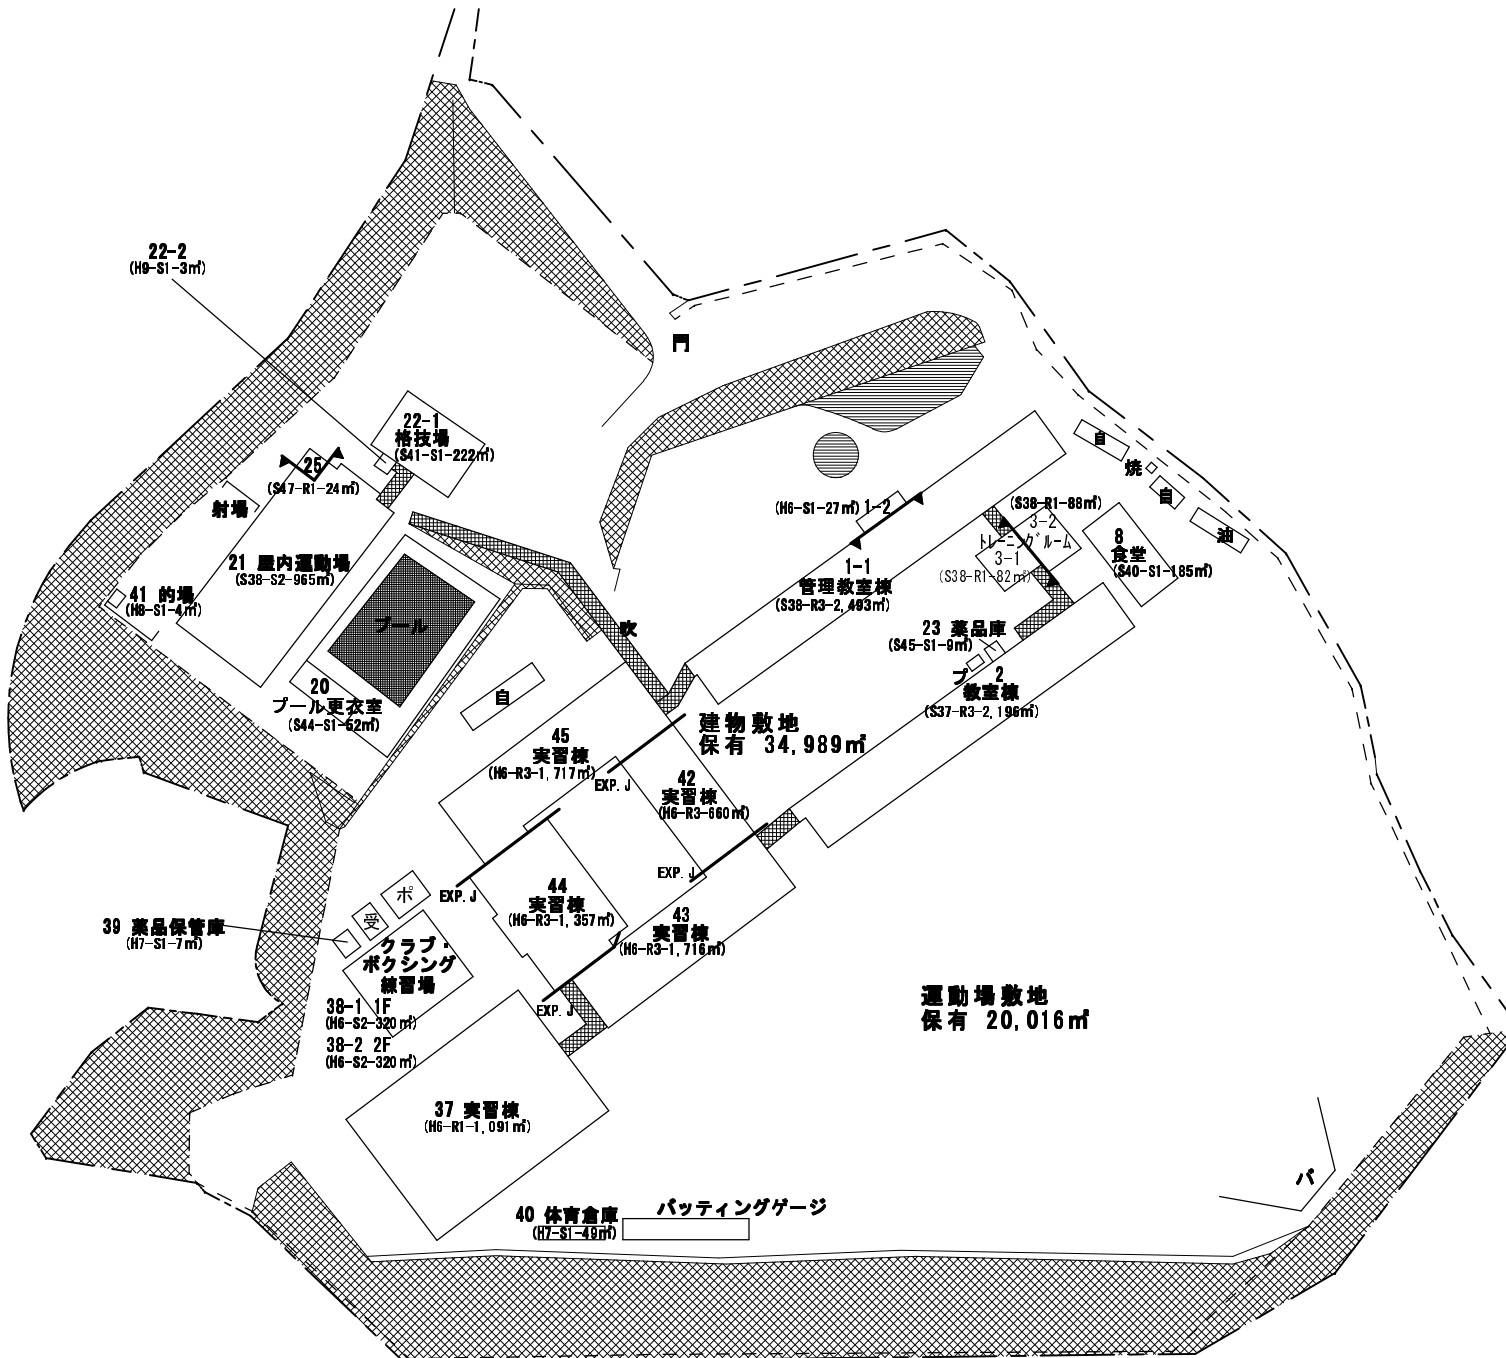 22-2
(H9-S1-3㎡)
門
22-1
格技場
(S41-S1-222㎡)
25
(S47-R1-24㎡)
射場
21 屋内運動場
(S38-S2-965㎡)
41 的場
(H8-S1-4㎡)
プール
20
プール更衣室
(S44-S1-52㎡)
自
焼
自
油
(H6-S1-27㎡) 1-2
(S38-R1-88㎡)
3-2
トレーニングルーム
3-1
(S38-R1-82㎡)
8
食堂
(S40-S1-185㎡)
1-1
管理教室棟
(S38-R3-2,493㎡)
吹
23 薬品庫
(S45-S1-9㎡)
プ
2
教室棟
(S37-R3-2,196㎡)
自
建物敷地
保有 34,989㎡
45
実習棟
(H6-R3-1,717㎡)
EXP.J
42
実習棟
(H6-R3-660㎡)
EXP.J
EXP.J
44
実習棟
(H6-R3-1,357㎡)
43
実習棟
(H6-R3-1,716㎡)
EXP.J
ポ
受
39 薬品保管庫
(H7-S1-7㎡)
クラブ・
ボクシング
練習場
38-1 1F
(H6-S2-320㎡)
38-2 2F
(H6-S2-320㎡)
運動場敷地
保有 20,016㎡
37 実習棟
(H6-R1-1,091㎡)
40 体育倉庫
(H7-S1-49㎡)
バッティングゲージ
バ